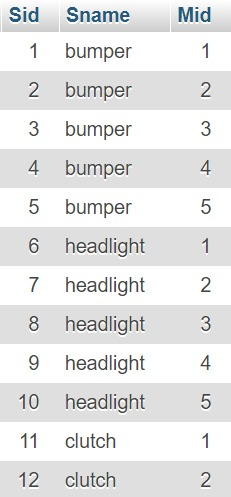 Sid Sname Mid
1 bumper 1
2 bumper 2
3 bumper 3
4 bumper 4
5 bumper 5
6 headlight 1
7 headlight 2
8 headlight 3
9 headlight 4
10 headlight 5
11 clutch 1
12 clutch 2